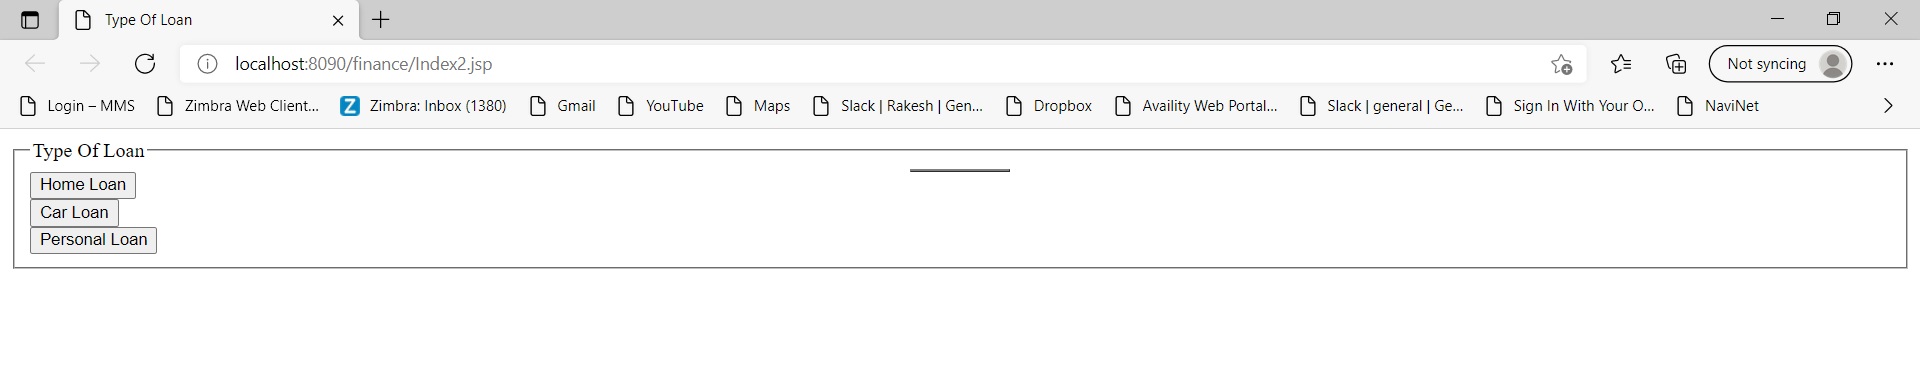 Type Of Loan
localhost:8090/finance/Index2.jsp
Not syncing
Login – MMS
Zimbra Web Client...
Z
Zimbra: Inbox (1380)
Gmail
YouTube
Maps
Slack | Rakesh | Gen...
Dropbox
Availity Web Portal...
Slack | general | Ge...
Sign In With Your O...
NaviNet
Type Of Loan
Home Loan
Car Loan
Personal Loan